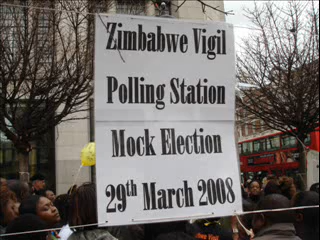 Zimbabwe Vigil
Polling Station
Mock Election
29th March 2008